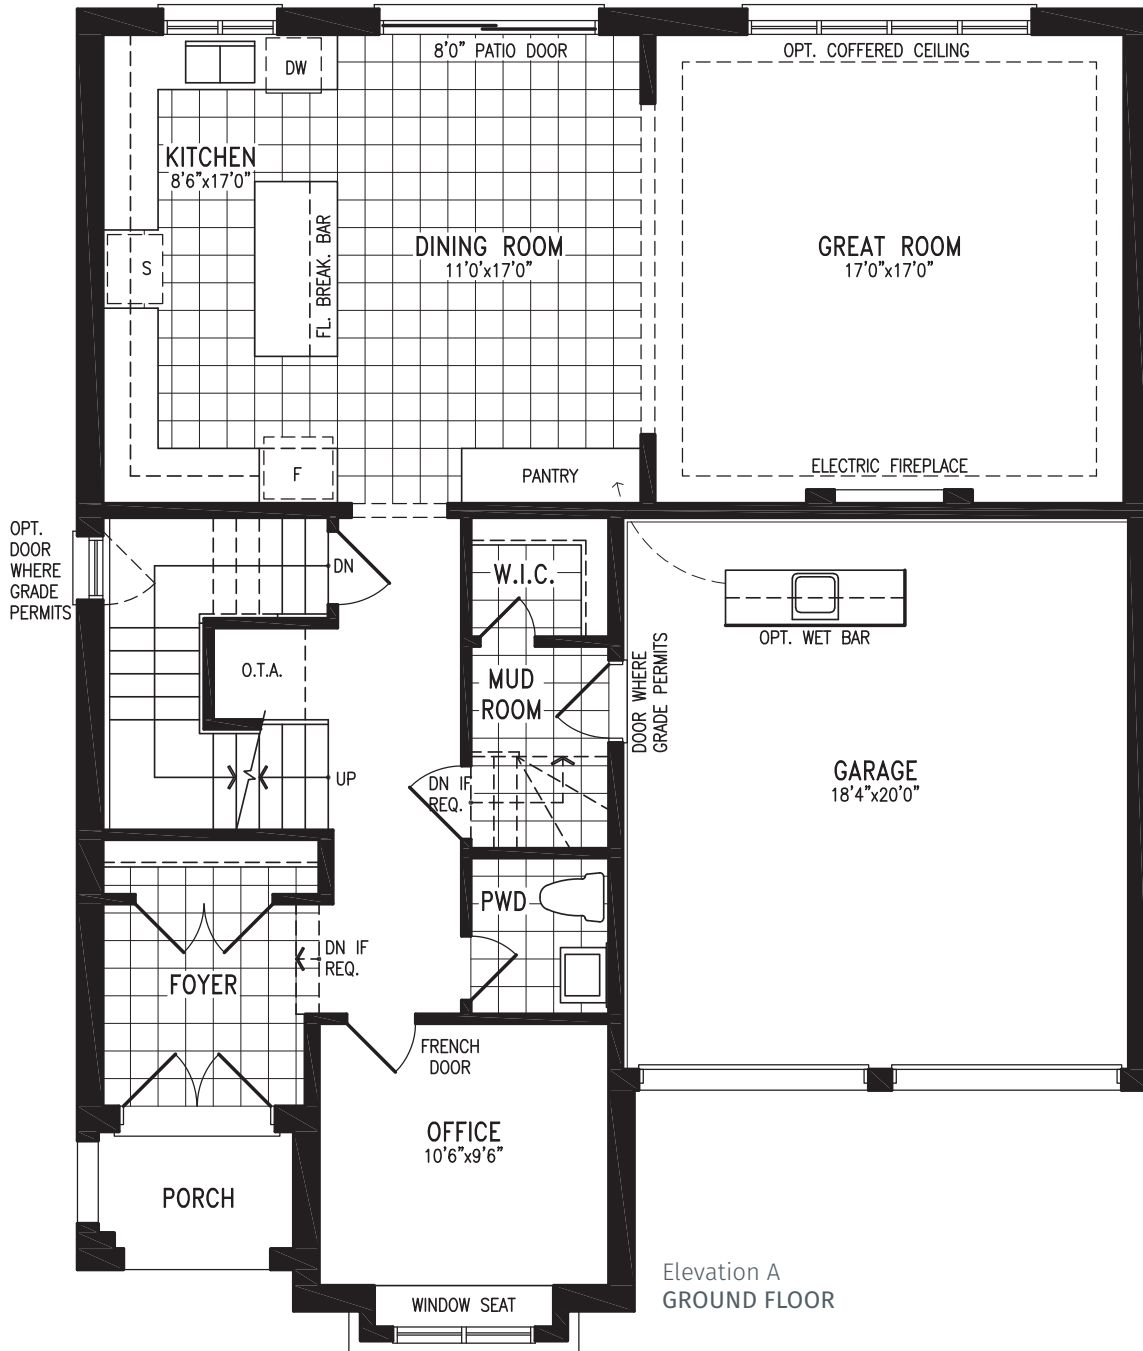 8'0" PATIO DOOR
OPT. COFFERED CEILING
DW
KITCHEN
8'6"x17'0"
S
FL. BREAK. BAR
DINING ROOM
11'0"x17'0"
GREAT ROOM
17'0"x17'0"
F
PANTRY
ELECTRIC FIREPLACE
OPT.
DOOR
WHERE
GRADE
PERMITS
DN
W.I.C.
OPT. WET BAR
O.T.A.
MUD
ROOM
DOOR WHERE
GRADE PERMITS
UP
DN IF
REQ.
GARAGE
18'4"x20'0"
PWD
DN IF
REQ.
FOYER
FRENCH
DOOR
OFFICE
10'6"x9'6"
PORCH
WINDOW SEAT
Elevation A
GROUND FLOOR